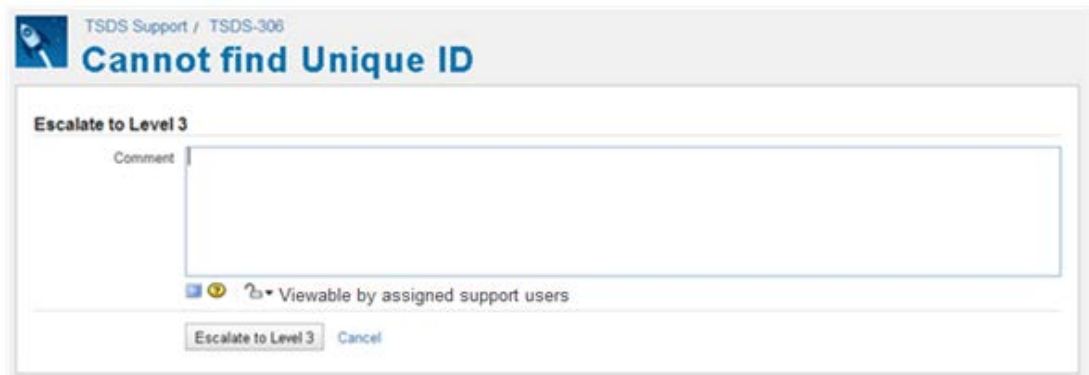 TSDS Support / TSDS-306
Cannot find Unique ID
Escalate to Level 3
Comment
Viewable by assigned support users
Escalate to Level 3 Cancel